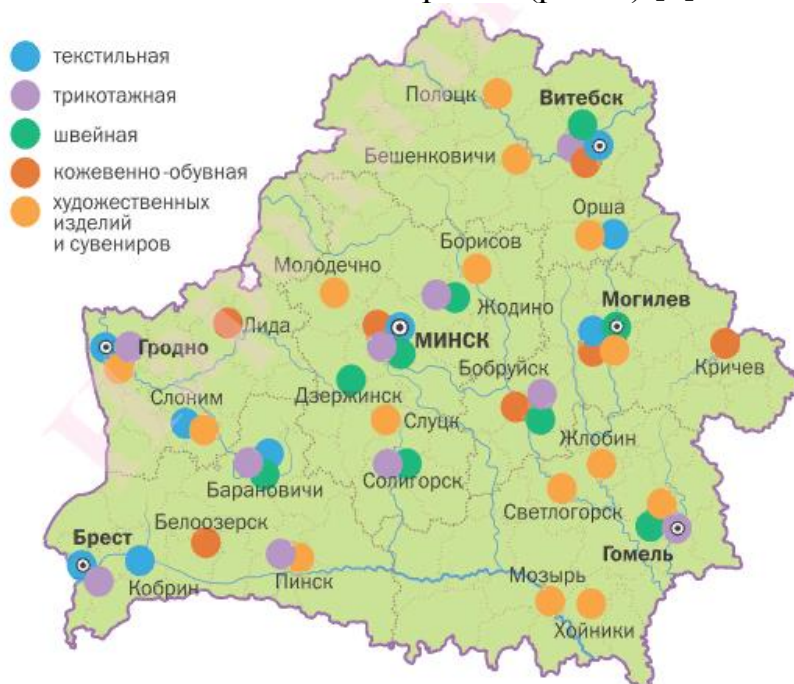 текстильная
трикотажная
швейная
кожевенно-обувная
художественных
изделий
и сувениров
Полоцк
Витебск
Бешенковичи
Орша
Борисов
Молодечно
Жодино
Могилев
Лида
МИНСК
Гродно
Кричев
Бобруйск
Дзержинск
Слоним
Слуцк
Жлобин
Барановичи
Солигорск
Светлогорск
Белоозерск
Брест
Гомель
Кобрин
Пинск
Мозырь
Хойники